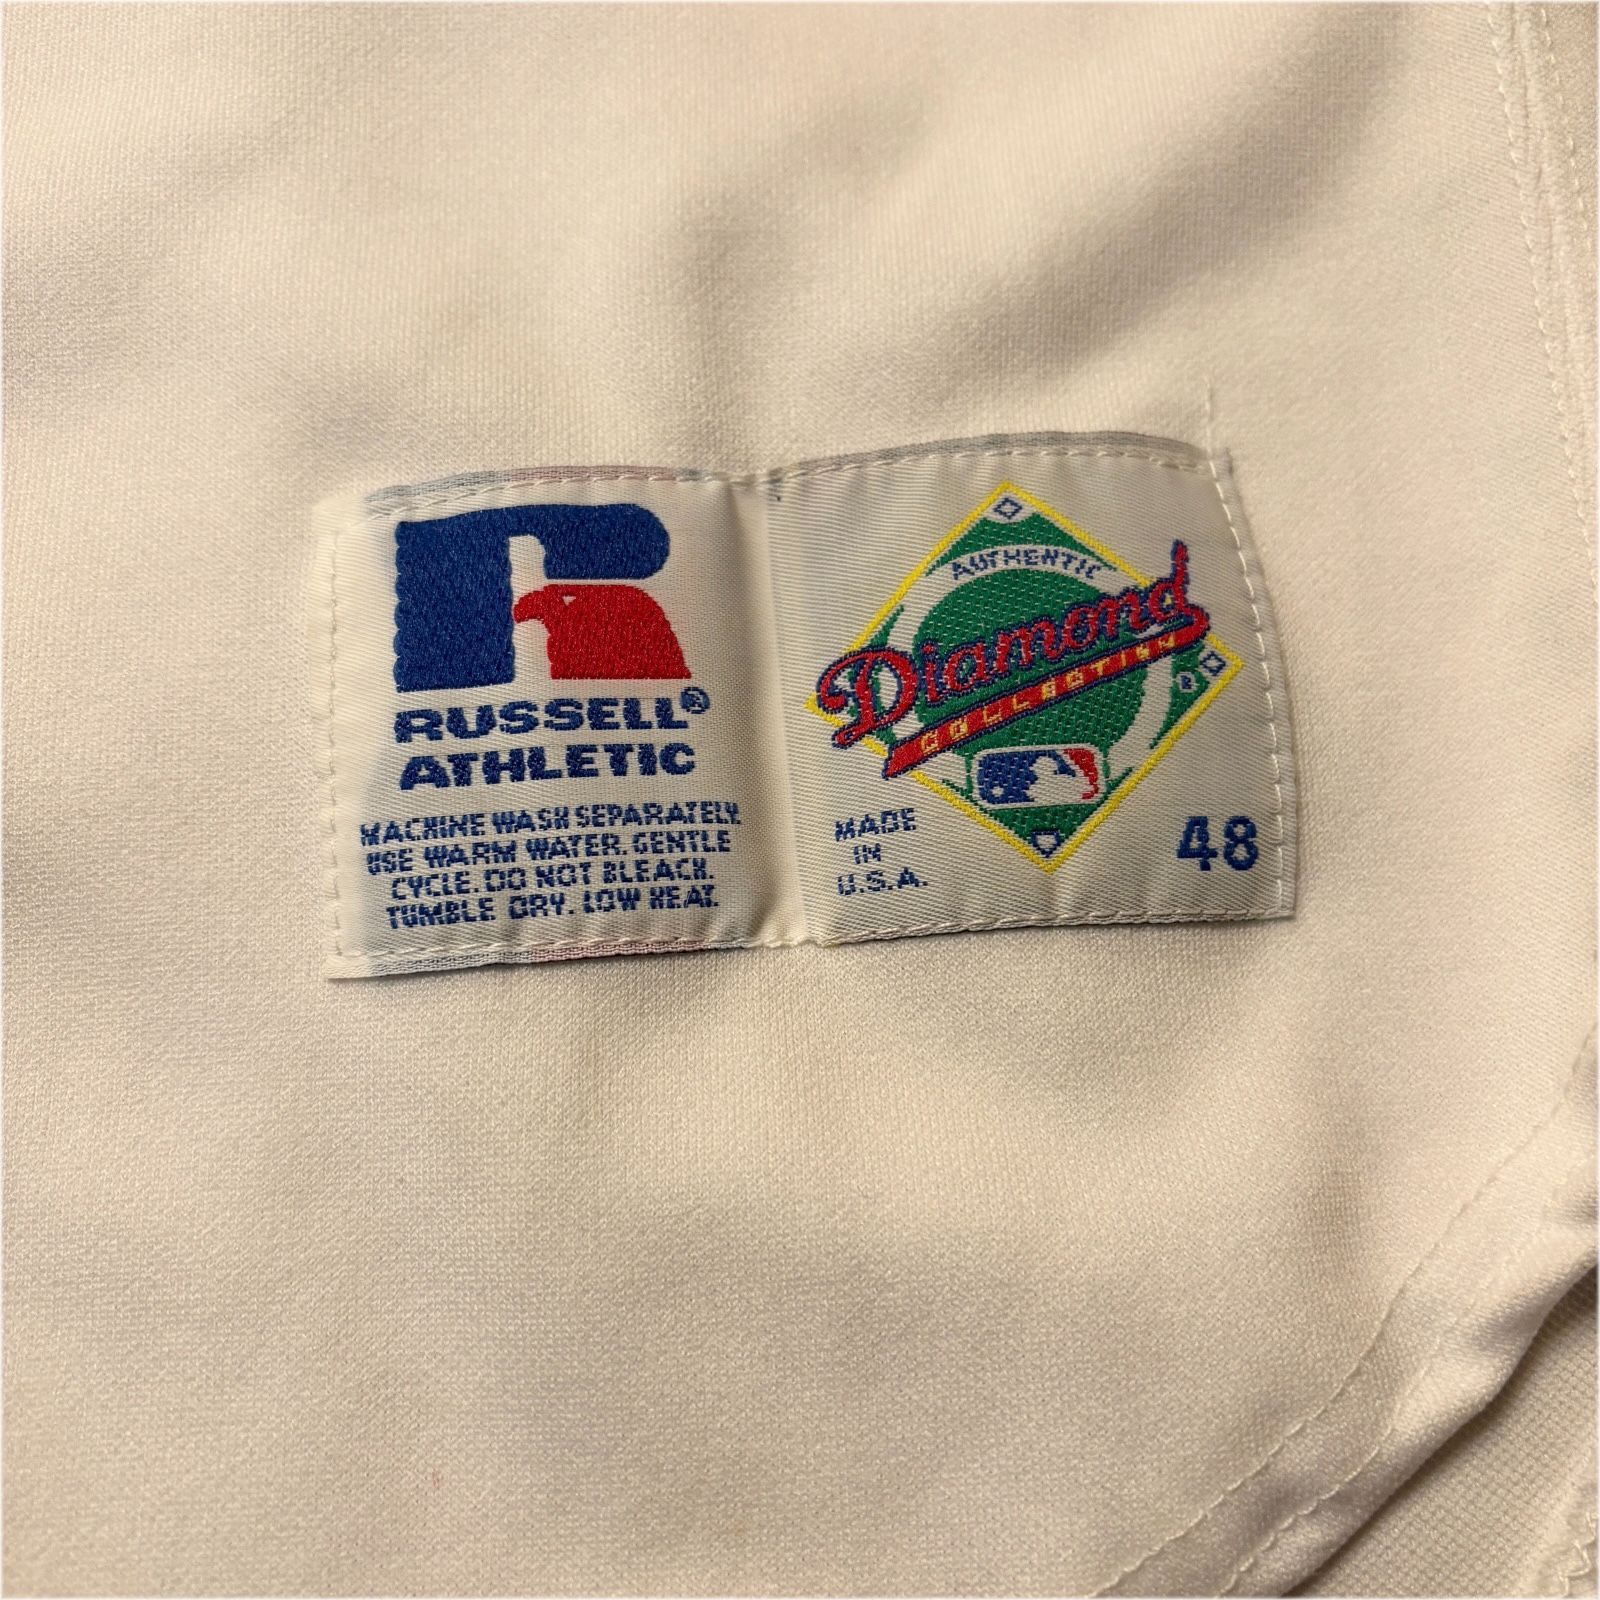 RUSSELL®
ATHLETIC
MACHINE WASH SEPARATELY.
USE WARM WATER. GENTLE
CYCLE. DO NOT BLEACH.
TUMBLE DRY. LOW HEAT.
AUTHENTIC
Diamond
COLLECTION
®
MADE
IN
U.S.A.
48